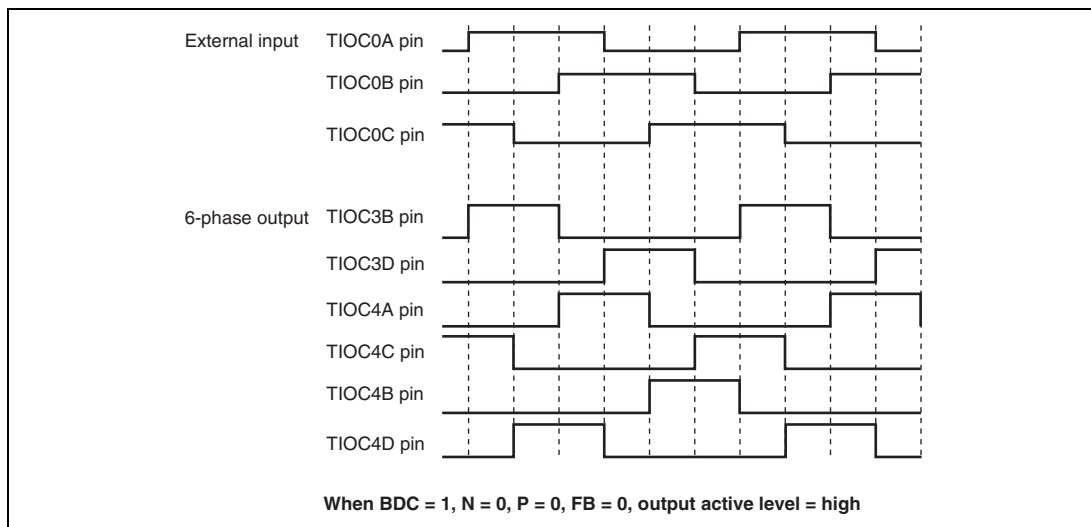 External input TIOC0A pin
TIOC0B pin
TIOC0C pin
6-phase output TIOC3B pin
TIOC3D pin
TIOC4A pin
TIOC4C pin
TIOC4B pin
TIOC4D pin
When BDC = 1, N = 0, P = 0, FB = 0, output active level = high